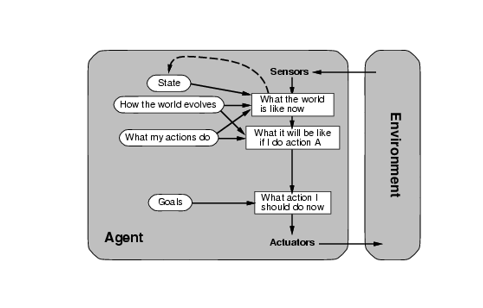 Sensors
State
What the world
is like now
How the world evolves
What my actions do
What it will be like
if I do action A
Goals
What action I
should do now
Agent
Actuators
Environment